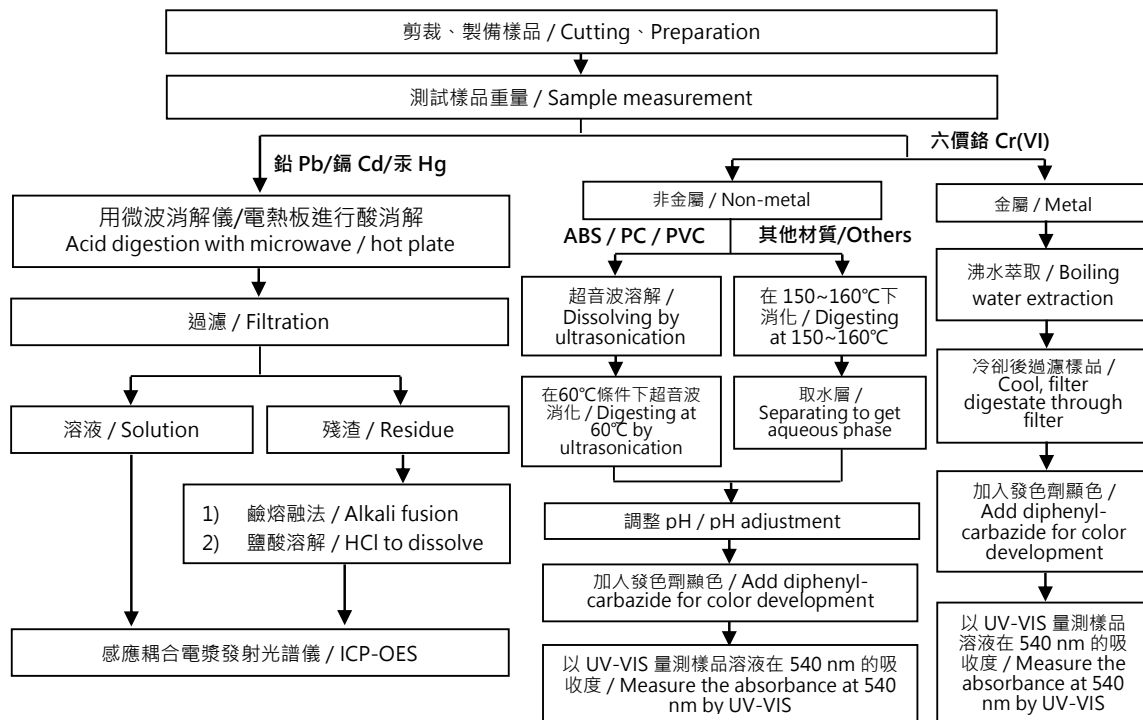 剪裁、製備樣品 / Cutting、Preparation
測試樣品重量 / Sample measurement
鉛 Pb/鎘 Cd/汞 Hg
六價鉻 Cr(VI)
用微波消解儀/電熱板進行酸消解
Acid digestion with microwave / hot plate
過濾 / Filtration
溶液 / Solution
殘渣 / Residue
1) 鹼熔融法 / Alkali fusion
2) 鹽酸溶解 / HCl to dissolve
感應耦合電漿發射光譜儀 / ICP-OES
非金屬 / Non-metal
ABS / PC / PVC
其他材質/Others
超音波溶解 /
Dissolving by
ultrasonication
在60℃條件下超音波
消化 / Digesting at
60℃ by
ultrasonication
在 150~160℃下
消化 / Digesting
at 150~160℃
取水層 /
Separating to get
aqueous phase
調整 pH / pH adjustment
加入發色劑顯色 / Add diphenyl-
carbazide for color development
以 UV-VIS 量測樣品溶液在 540 nm 的吸
收度 / Measure the absorbance at 540
nm by UV-VIS
金屬 / Metal
沸水萃取 / Boiling
water extraction
冷卻後過濾樣品 /
Cool, filter
digestate through
filter
加入發色劑顯色 /
Add diphenyl-
carbazide for color
development
以 UV-VIS 量測樣品
溶液在 540 nm 的吸
收度 / Measure the
absorbance at 540
nm by UV-VIS